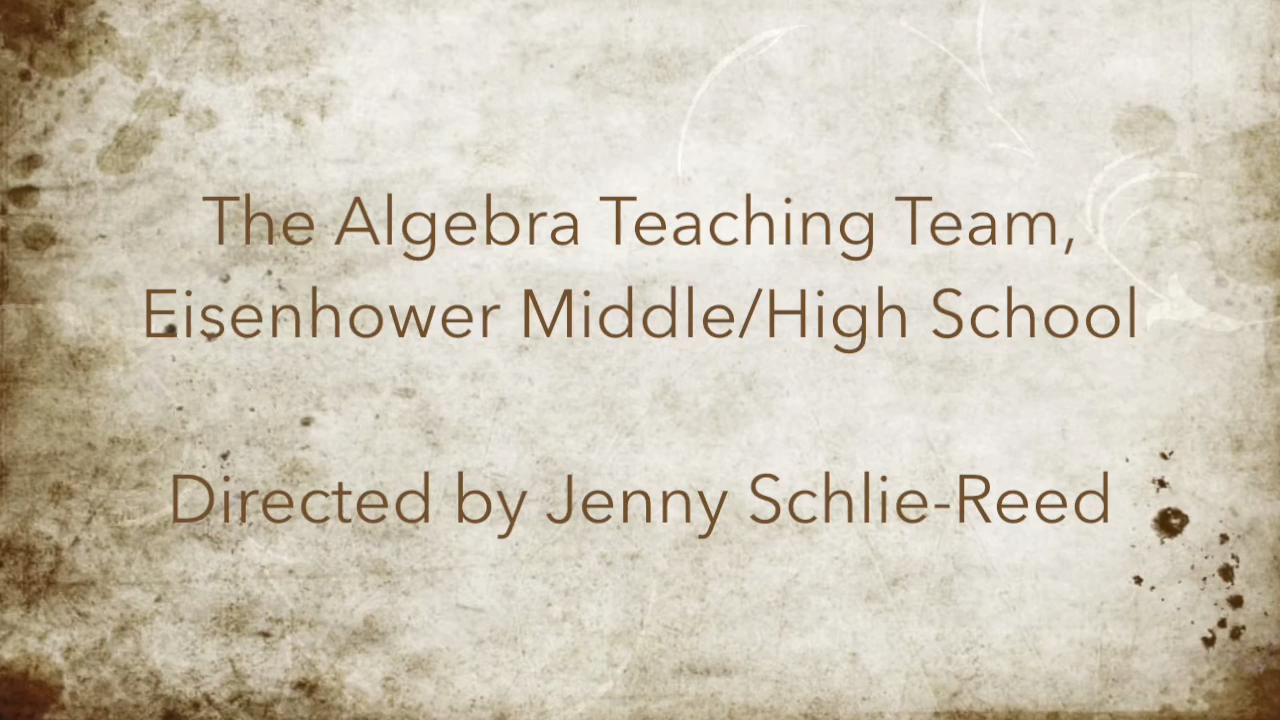 The Algebra Teaching Team,
Eisenhower Middle/High School
Directed by Jenny Schlie-Reed